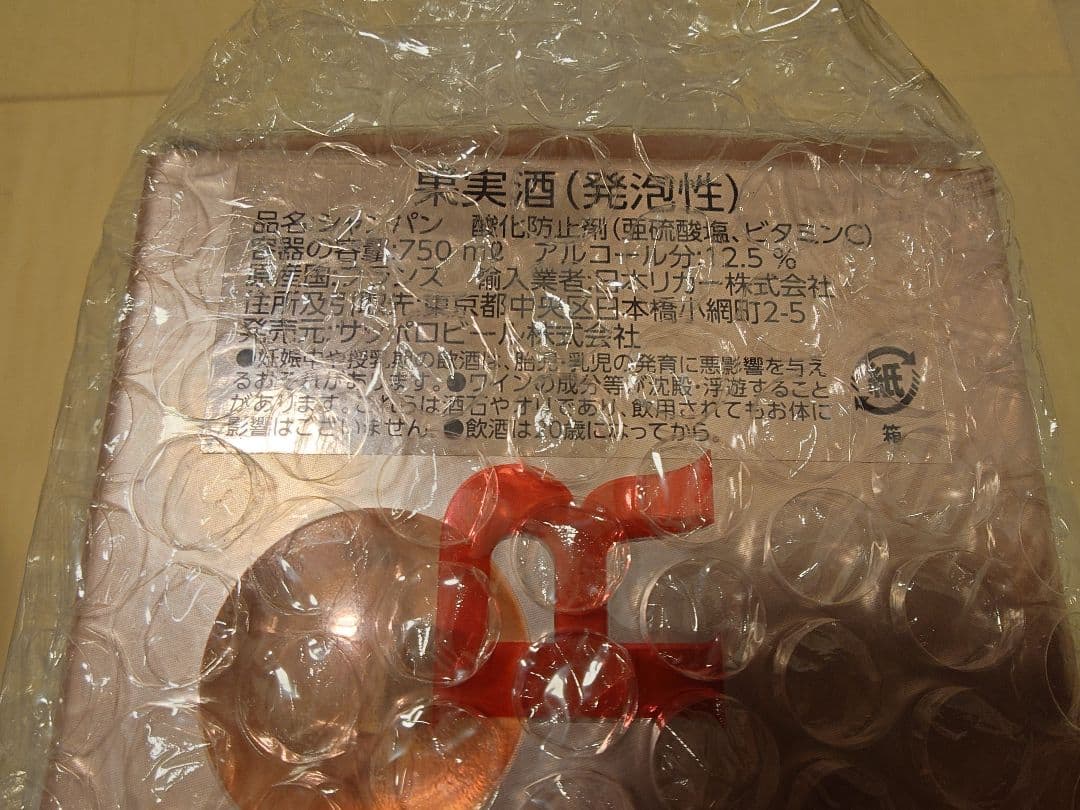 果実酒(発泡性)
品名:シャンパン 酸化防止剤(亜硫酸塩、ビタミンC)
容器の容量:750㎖ アルコール分:12.5%
原産国:フランス 輸入業者:日本リカー株式会社
住所及引取先:東京都中央区日本橋小網町2-5
発売元:サッポロビール株式会社
●妊娠中や授乳期の飲酒は、胎児・乳児の発育に悪影響を与え
るおそれがあります。●ワインの成分等が沈殿・浮遊すること
があります。これらは酒石やオリであり、飲用されてもお体に
影響はございません。●飲酒は20歳になってから。
紙
箱